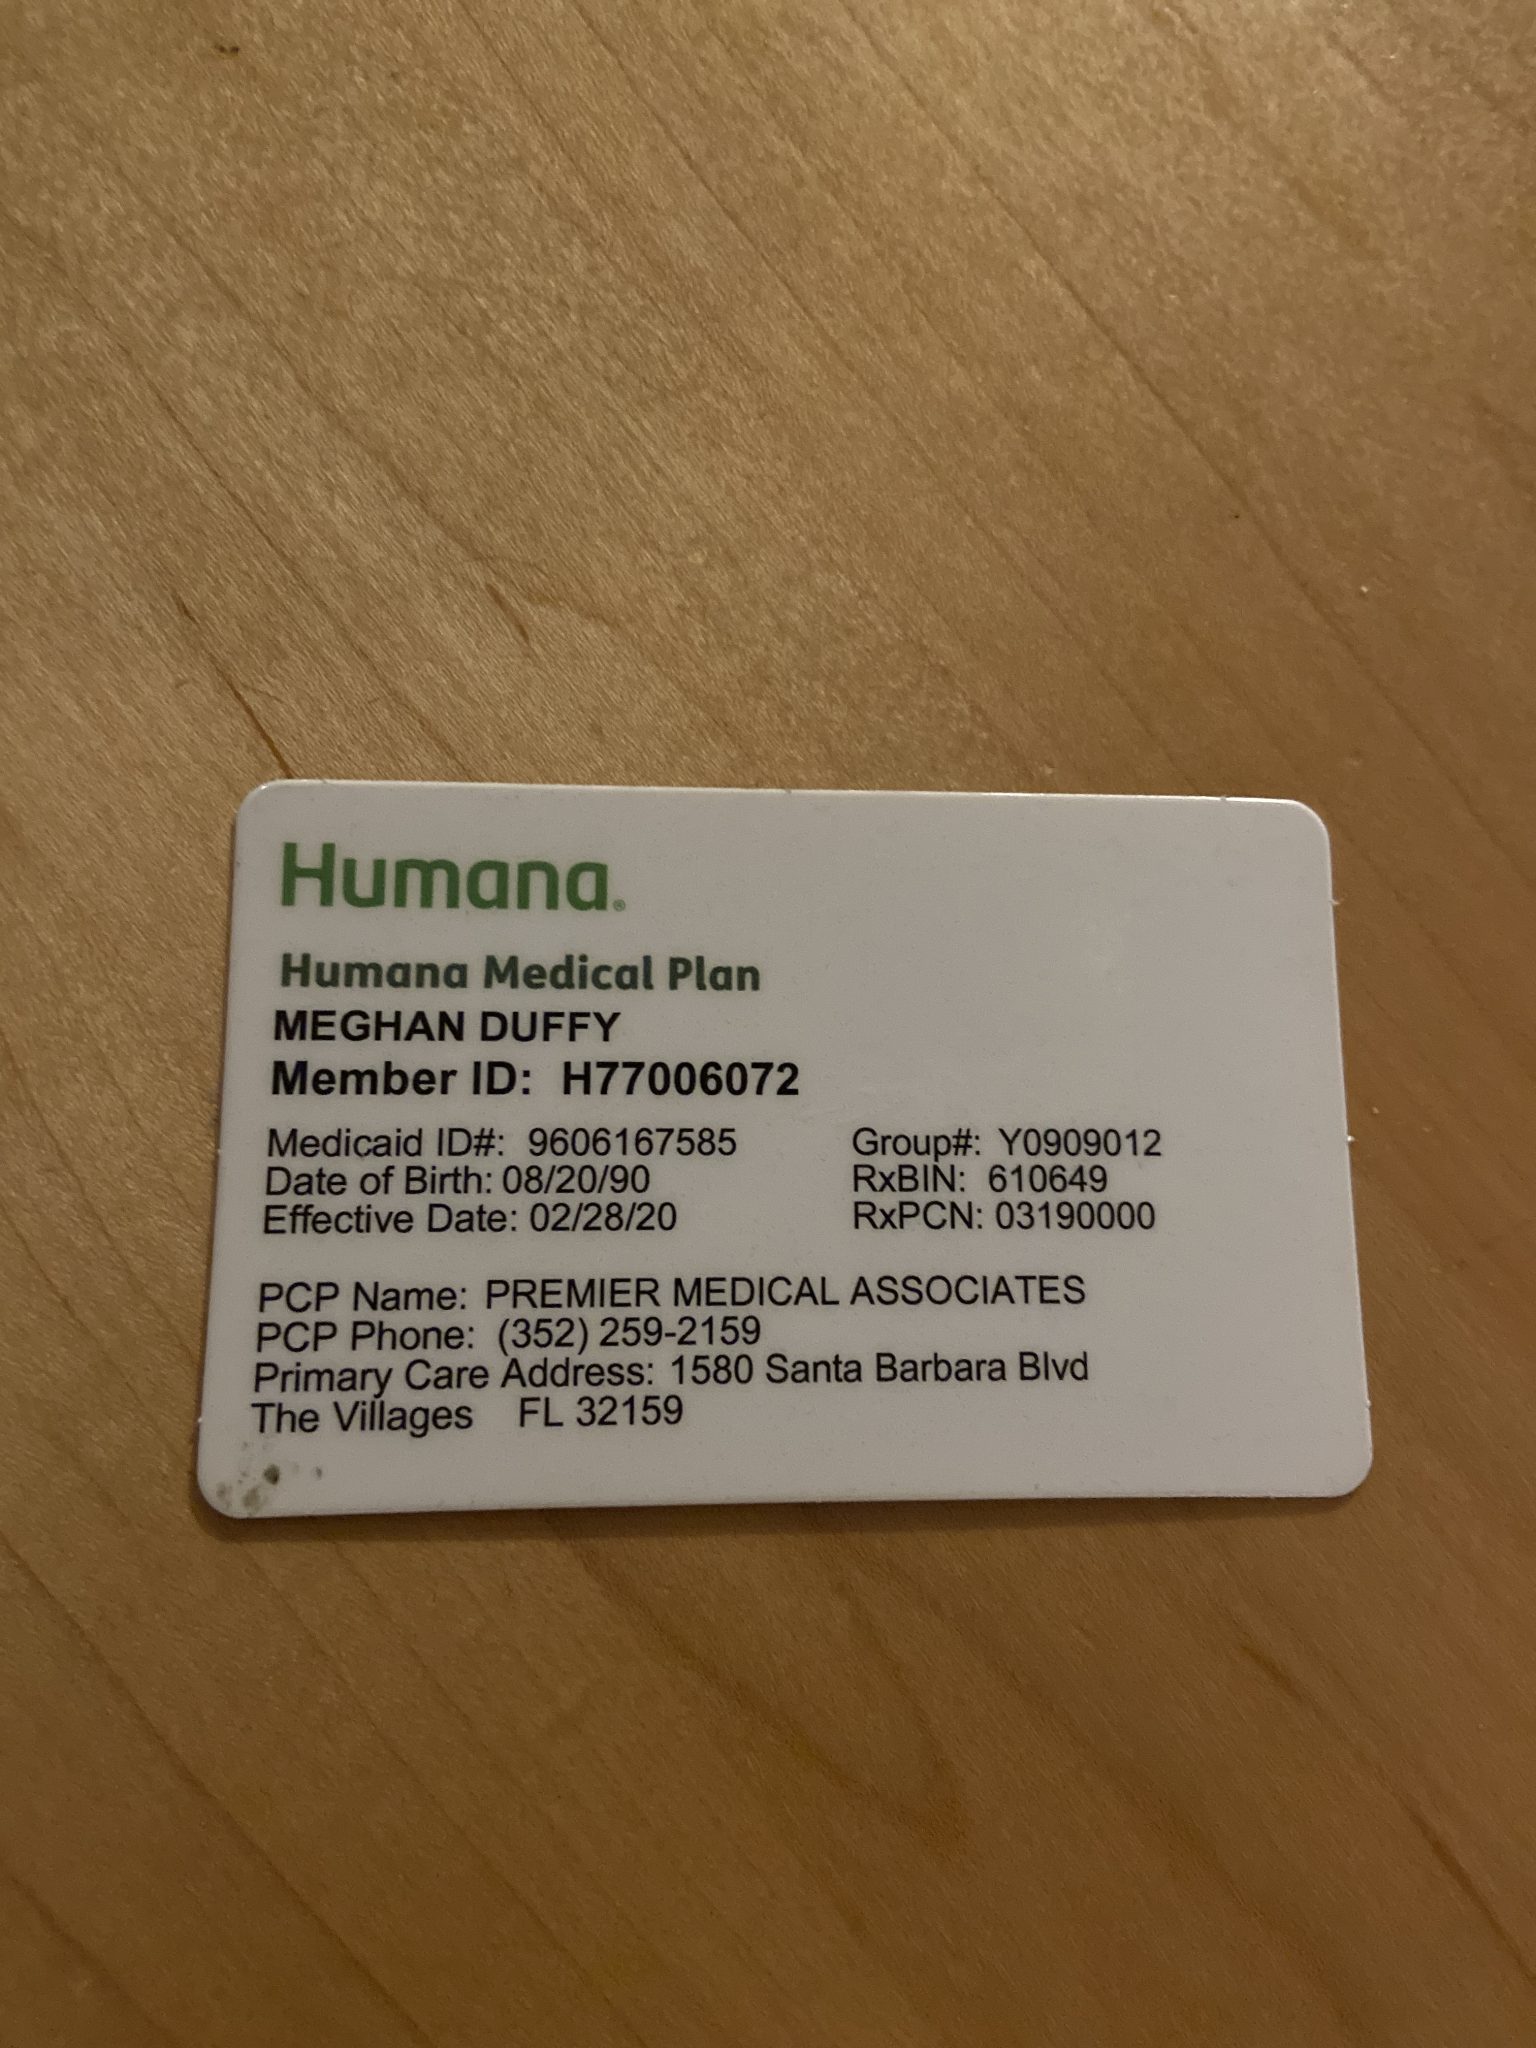 Humana®
Humana Medical Plan
MEGHAN DUFFY
Member ID: H77006072
Medicaid ID#: 9606167585 Group#: Y0909012
Date of Birth: 08/20/90 RxBIN: 610649
Effective Date: 02/28/20 RxPCN: 03190000
PCP Name: PREMIER MEDICAL ASSOCIATES
PCP Phone: (352) 259-2159
Primary Care Address: 1580 Santa Barbara Blvd
The Villages FL 32159